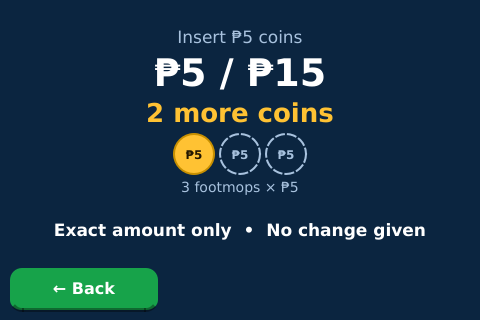 Insert ₱5 coins
₱5 / ₱15
2 more coins
₱5 ₱5 ₱5
3 footmops × ₱5
Exact amount only • No change given
← Back